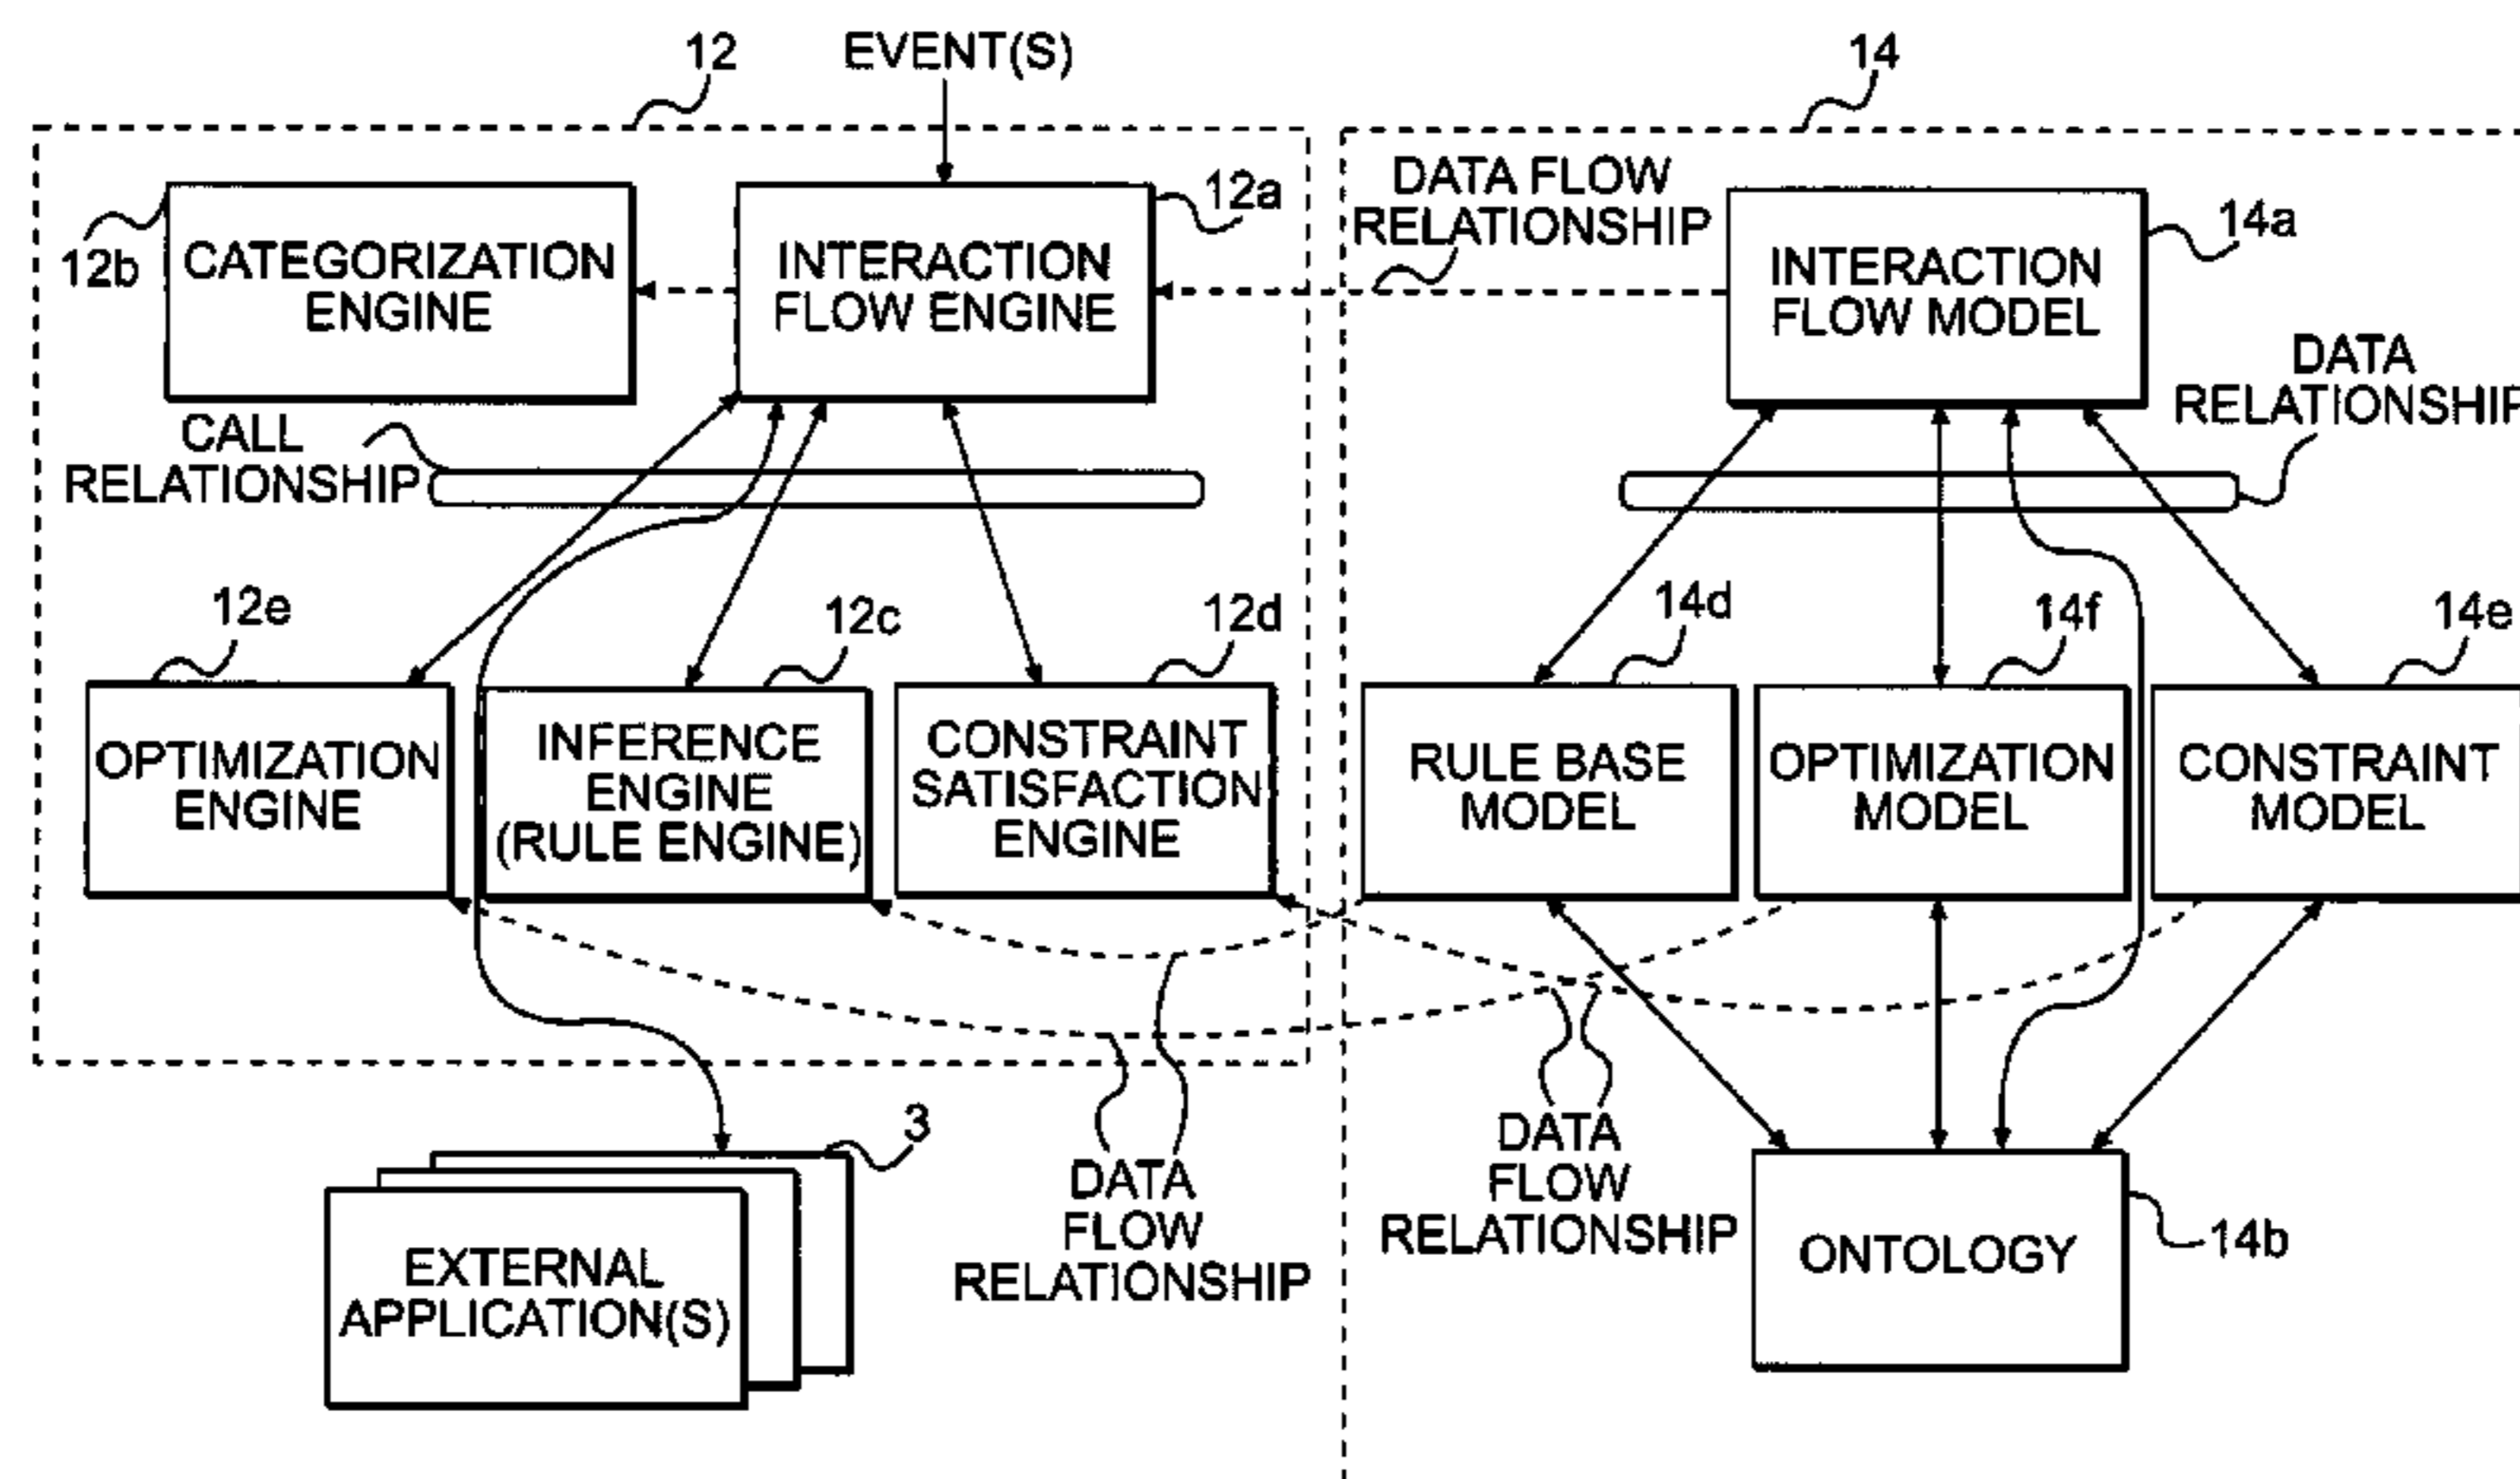 12
EVENT(S)
14
12b
CATEGORIZATION
ENGINE
INTERACTION
FLOW ENGINE
12a
DATA FLOW
RELATIONSHIP
INTERACTION
FLOW MODEL
14a
DATA
RELATIONSHIP
CALL
RELATIONSHIP
12e
12c
12d
14d
14f
14e
OPTIMIZATION
ENGINE
INFERENCE
ENGINE
(RULE ENGINE)
CONSTRAINT
SATISFACTION
ENGINE
RULE BASE
MODEL
OPTIMIZATION
MODEL
CONSTRAINT
MODEL
3
EXTERNAL
APPLICATION(S)
DATA
FLOW
RELATIONSHIP
DATA
FLOW
RELATIONSHIP
ONTOLOGY
14b